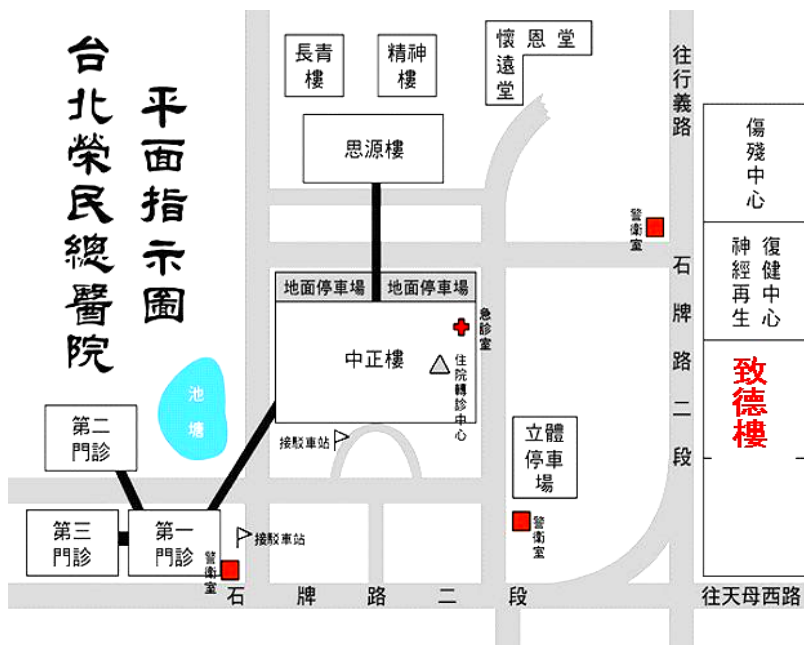 台北榮民總醫院
平面指示圖
長青
樓
精神
樓
懷恩堂
遠堂
往行義路
思源樓
傷殘中心
警衛室
復健中心
神經再生
石牌路二段
地面停車場
地面停車場
急診室
中正樓
住院轉診中心
致德樓
池塘
第二
門診
接駁車站
立體
停車
場
第三
門診
第一
門診
接駁車站
警衛室
警衛室
石牌路二段
往天母西路